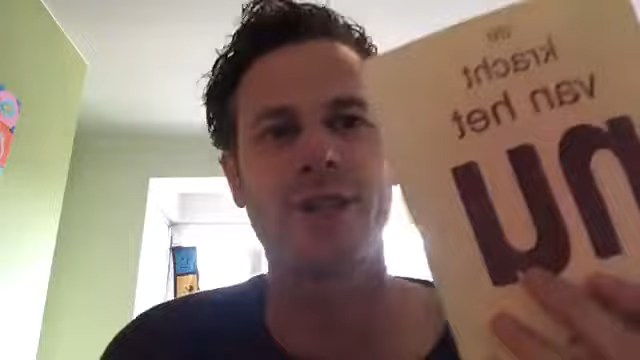 de
kracht
van het
nu